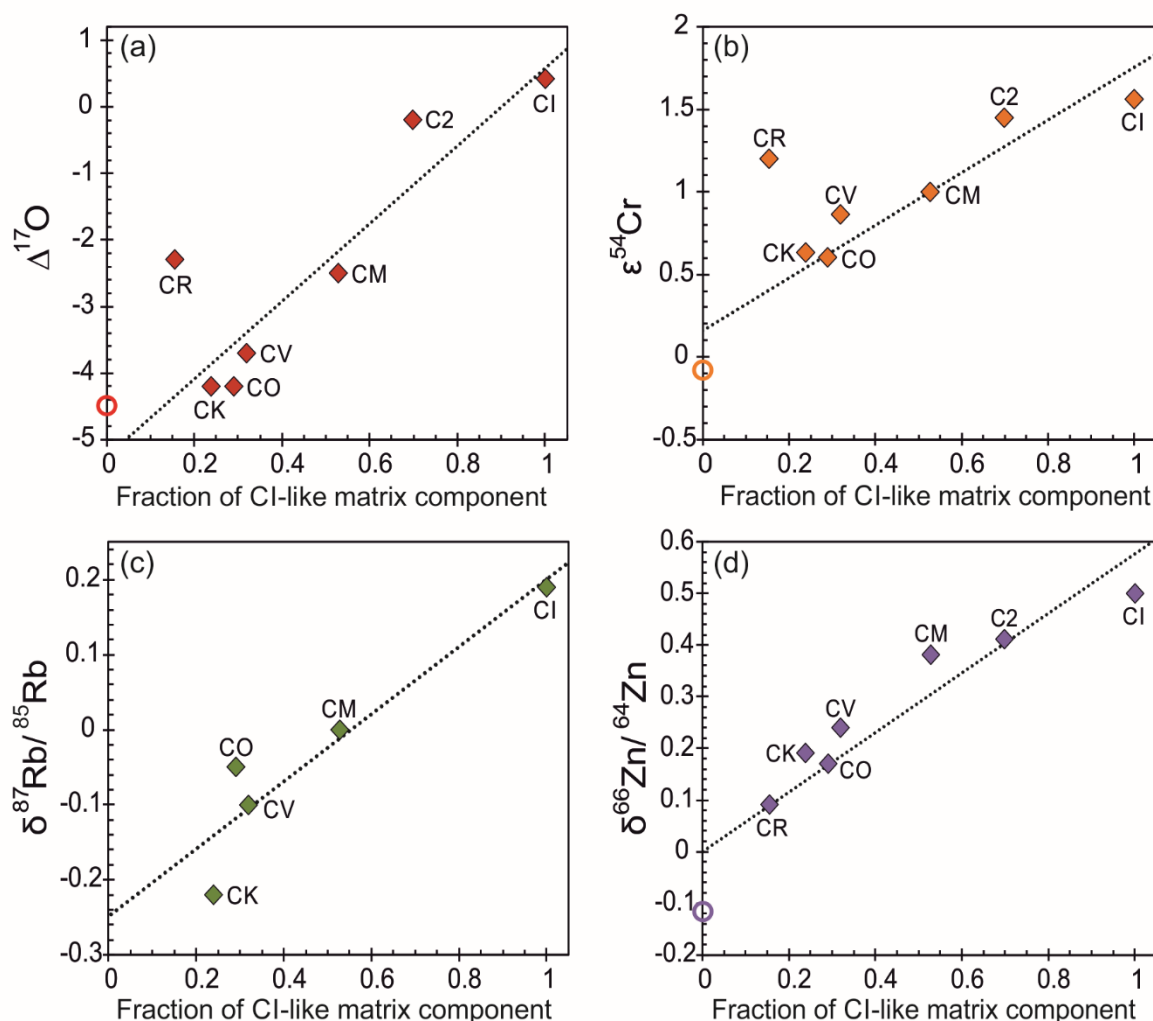 (a)
1
0
-1
-2
-3
-4
-5
Δ¹⁷O
CR
CK
CO
CV
CM
C2
CI
0
0.2
0.4
0.6
0.8
1
Fraction of CI-like matrix component
(b)
2
1.5
1
0.5
0
-0.5
ε⁵⁴Cr
CR
CV
CK
CO
CM
C2
CI
0
0.2
0.4
0.6
0.8
1
Fraction of CI-like matrix component
(c)
0.2
0.1
0
-0.1
-0.2
-0.3
δ⁸⁷Rb/ ⁸⁵Rb
CO
CV
CK
CM
CI
0
0.2
0.4
0.6
0.8
1
Fraction of CI-like matrix component
(d)
0.6
0.5
0.4
0.3
0.2
0.1
0
-0.1
-0.2
δ⁶⁶Zn/ ⁶⁴Zn
CR
CK
CV
CO
CM
C2
CI
0
0.2
0.4
0.6
0.8
1
Fraction of CI-like matrix component